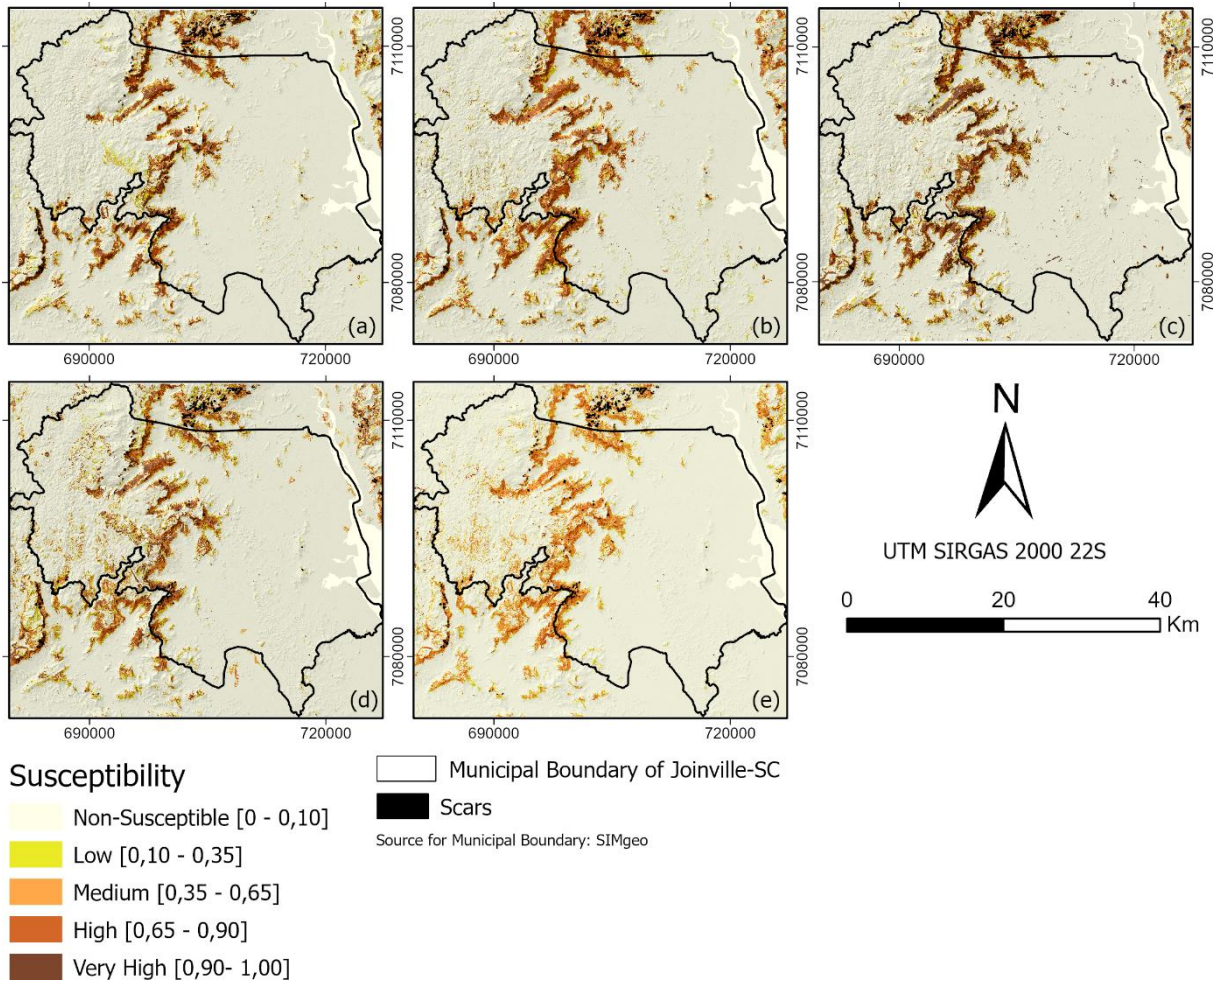 7110000
7110000
7110000
7080000
7080000
7080000
(a)
(b)
(c)
690000
720000
690000
720000
690000
720000
7110000
7110000
7080000
7080000
(d)
(e)
690000
720000
690000
720000
N
UTM SIRGAS 2000 22S
0 20 40
Km
Susceptibility
Non-Susceptible [0 - 0,10]
Low [0,10 - 0,35]
Medium [0,35 - 0,65]
High [0,65 - 0,90]
Very High [0,90- 1,00]
Municipal Boundary of Joinville-SC
Scars
Source for Municipal Boundary: SIMgeo